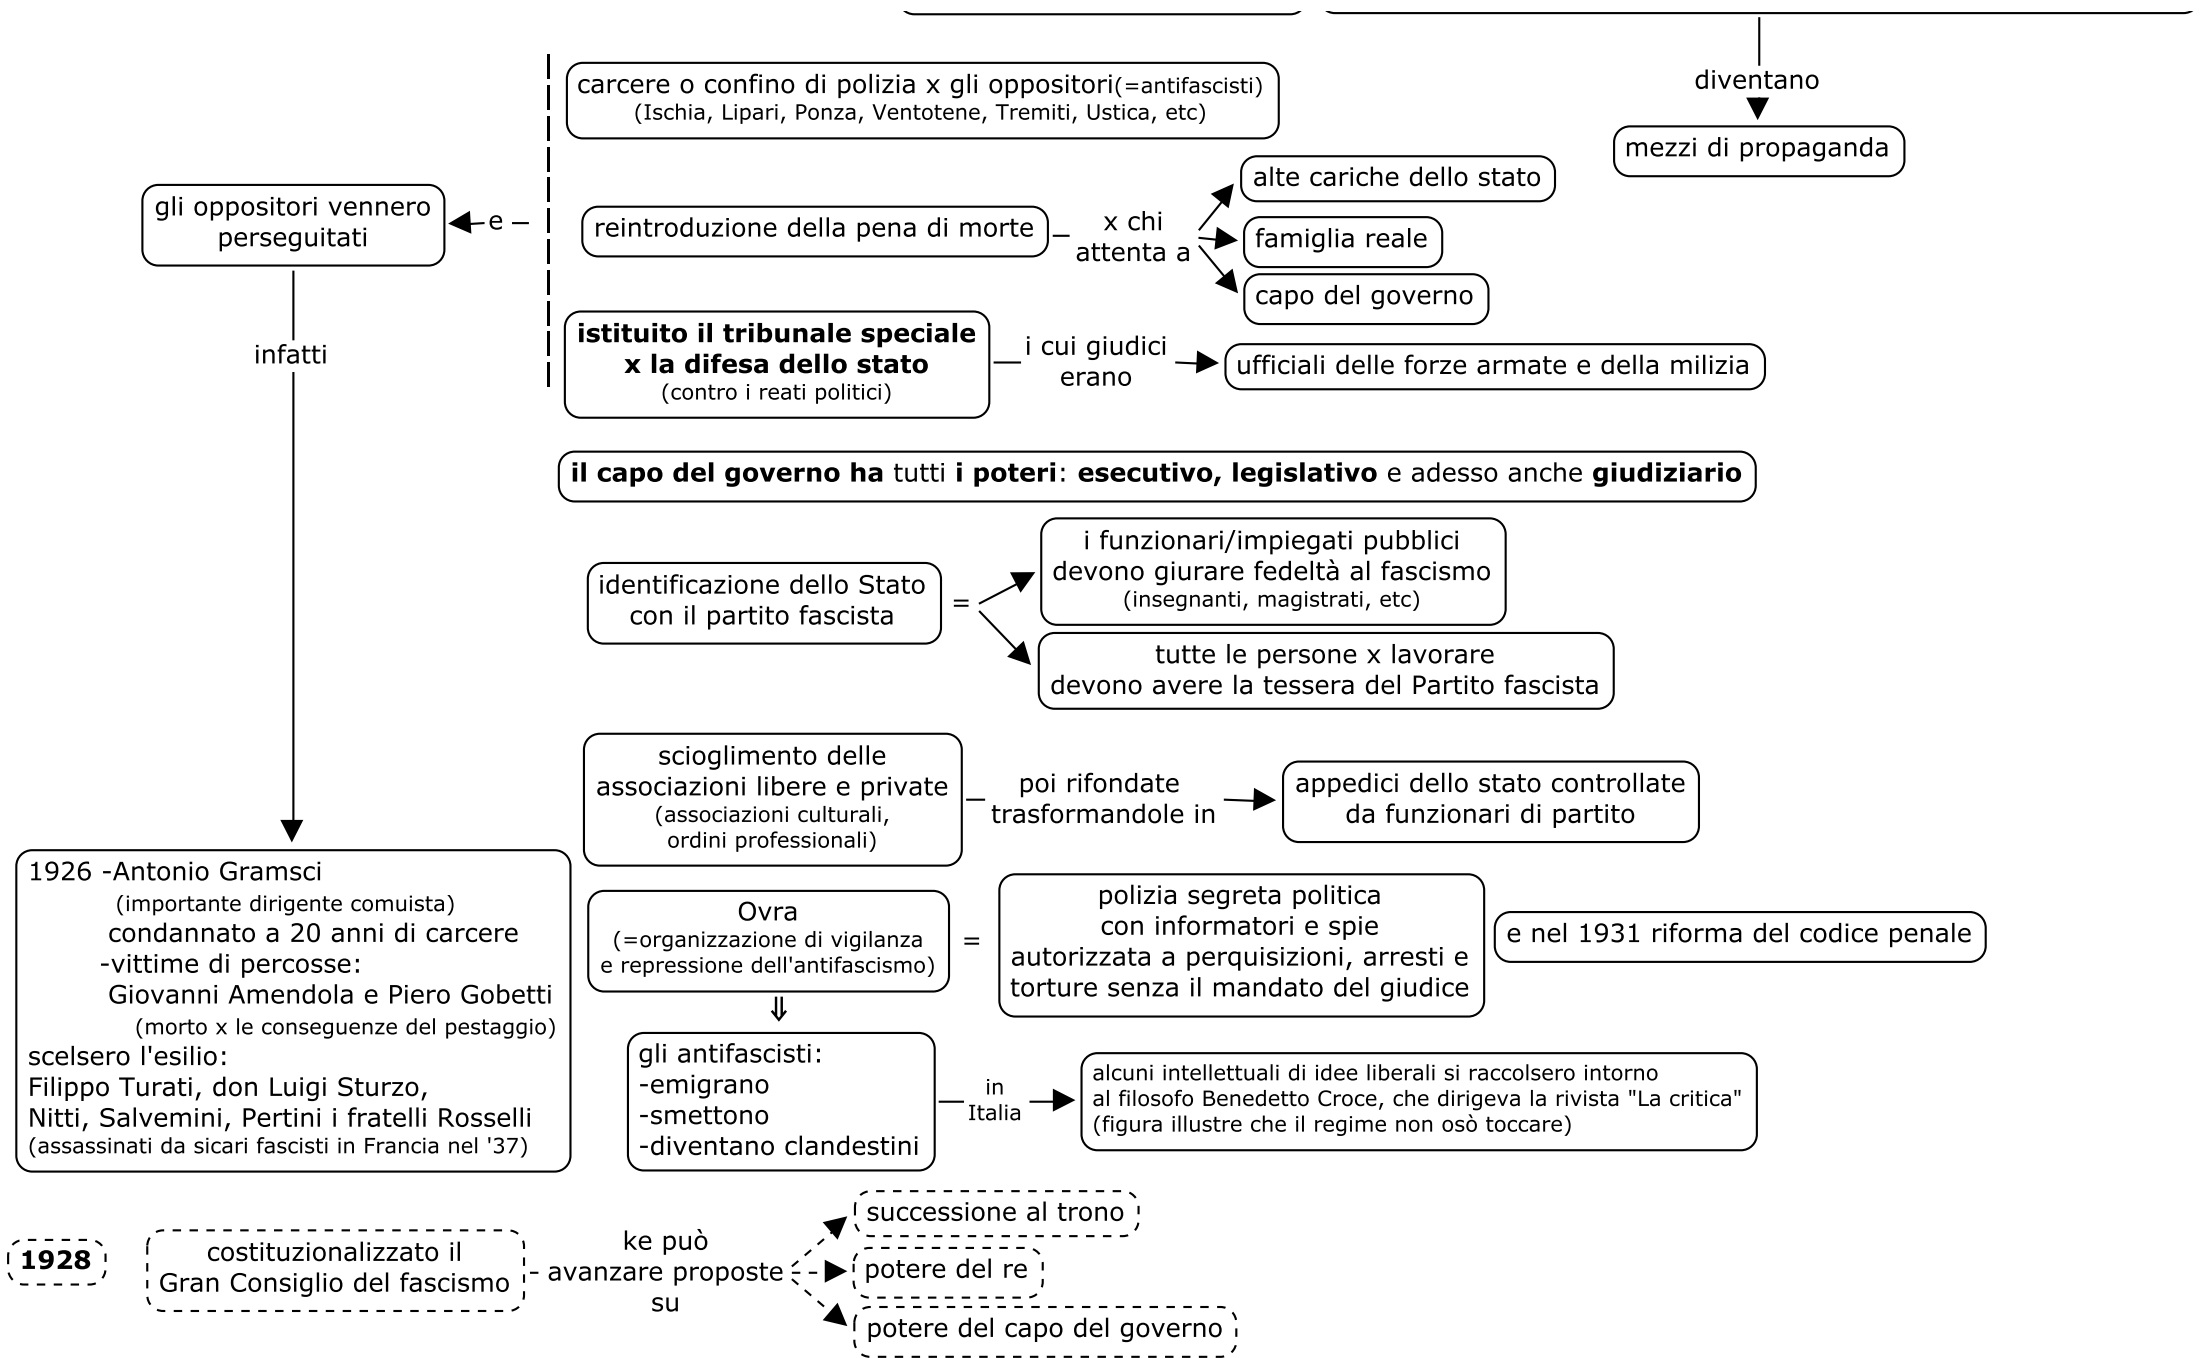 diventano
mezzi di propaganda
carcere o confino di polizia x gli oppositori(=antifascisti)
(Ischia, Lipari, Ponza, Ventotene, Tremiti, Ustica, etc)
gli oppositori vennero
perseguitati
e
reintroduzione della pena di morte
x chi
attenta a
alte cariche dello stato
famiglia reale
capo del governo
istituito il tribunale speciale
x la difesa dello stato
(contro i reati politici)
i cui giudici
erano
ufficiali delle forze armate e della milizia
infatti
il capo del governo ha tutti i poteri: esecutivo, legislativo e adesso anche giudiziario
identificazione dello Stato
con il partito fascista
=
i funzionari/impiegati pubblici
devono giurare fedeltà al fascismo
(insegnanti, magistrati, etc)
tutte le persone x lavorare
devono avere la tessera del Partito fascista
scioglimento delle
associazioni libere e private
(associazioni culturali,
ordini professionali)
poi rifondate
trasformandole in
appedici dello stato controllate
da funzionari di partito
1926 -Antonio Gramsci
(importante dirigente comuista)
condannato a 20 anni di carcere
-vittime di percosse:
Giovanni Amendola e Piero Gobetti
(morto x le conseguenze del pestaggio)
scelsero l'esilio:
Filippo Turati, don Luigi Sturzo,
Nitti, Salvemini, Pertini i fratelli Rosselli
(assassinati da sicari fascisti in Francia nel '37)
Ovra
(=organizzazione di vigilanza
e repressione dell'antifascismo)
=
polizia segreta politica
con informatori e spie
autorizzata a perquisizioni, arresti e
torture senza il mandato del giudice
e nel 1931 riforma del codice penale
⇓
gli antifascisti:
-emigrano
-smettono
-diventano clandestini
in
Italia
alcuni intellettuali di idee liberali si raccolsero intorno
al filosofo Benedetto Croce, che dirigeva la rivista "La critica"
(figura illustre che il regime non osò toccare)
1928
costituzionalizzato il
Gran Consiglio del fascismo
ke può
avanzare proposte
su
successione al trono
potere del re
potere del capo del governo